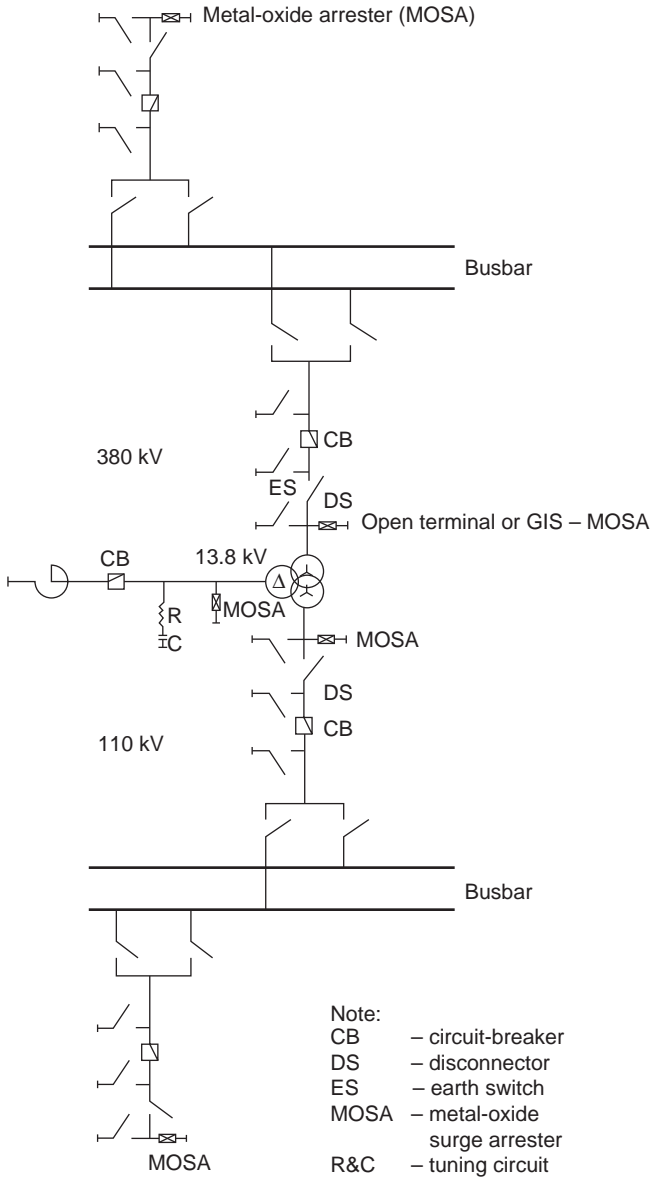 Metal-oxide arrester (MOSA)
Busbar
CB
380 kV
ES
DS
Open terminal or GIS – MOSA
CB
13.8 kV
Δ
R
MOSA
C
MOSA
DS
CB
110 kV
Busbar
MOSA
Note:
CB – circuit-breaker
DS – disconnector
ES – earth switch
MOSA – metal-oxide
surge arrester
R&C – tuning circuit